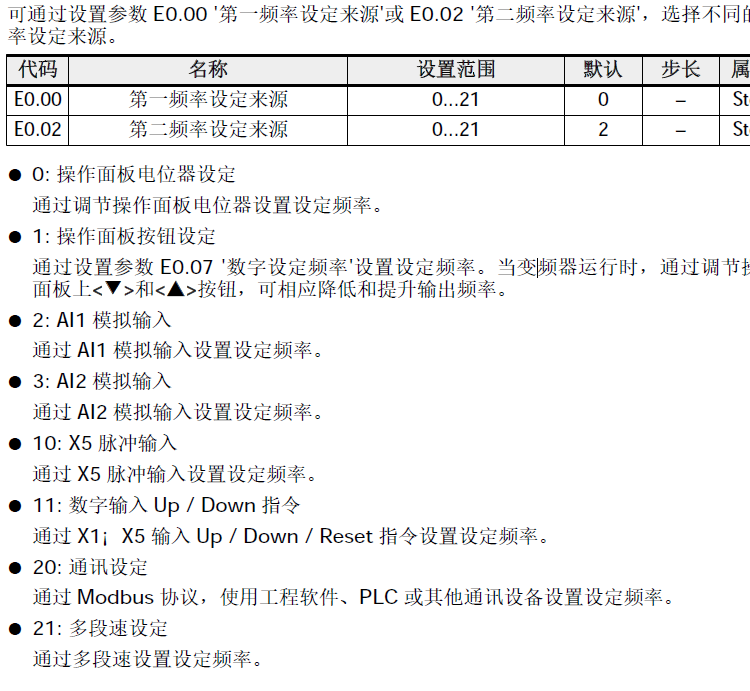 可通过设置参数 E0.00 '第一频率设定来源'或 E0.02 '第二频率设定来源'，选择不同的
率设定来源。
代码 名称 设置范围 默认 步长 属
E0.00 第一频率设定来源 0…21 0 – St
E0.02 第二频率设定来源 0…21 2 – St
● 0: 操作面板电位器设定
通过调节操作面板电位器设置设定频率。
● 1: 操作面板按钮设定
通过设置参数 E0.07 '数字设定频率'设置设定频率。当变频器运行时，通过调节操
面板上<▼>和<▲>按钮，可相应降低和提升输出频率。
● 2: AI1 模拟输入
通过 AI1 模拟输入设置设定频率。
● 3: AI2 模拟输入
通过 AI2 模拟输入设置设定频率。
● 10: X5 脉冲输入
通过 X5 脉冲输入设置设定频率。
● 11: 数字输入 Up / Down 指令
通过 X1¡ X5 输入 Up / Down / Reset 指令设置设定频率。
● 20: 通讯设定
通过 Modbus 协议，使用工程软件、PLC 或其他通讯设备设置设定频率。
● 21: 多段速设定
通过多段速设置设定频率。